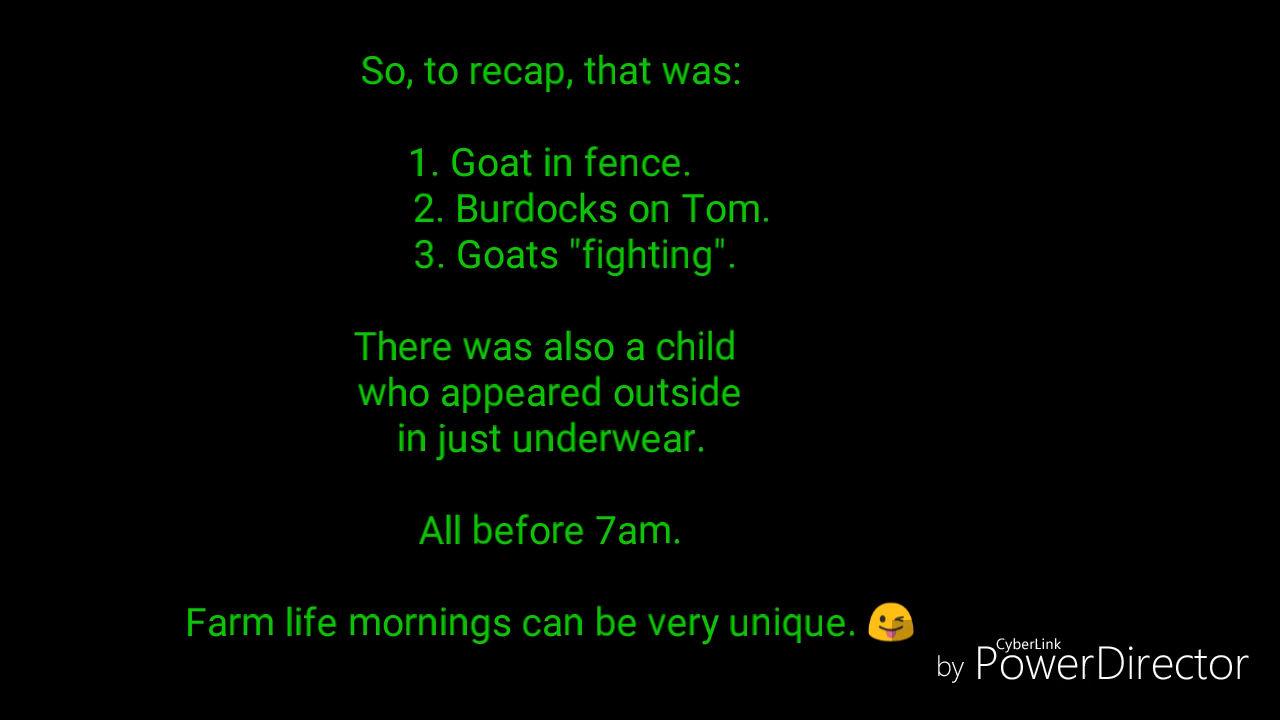 So, to recap, that was:
1. Goat in fence.
2. Burdocks on Tom.
3. Goats "fighting".
There was also a child
who appeared outside
in just underwear.
All before 7am.
Farm life mornings can be very unique. 😜
CyberLink
by PowerDirector